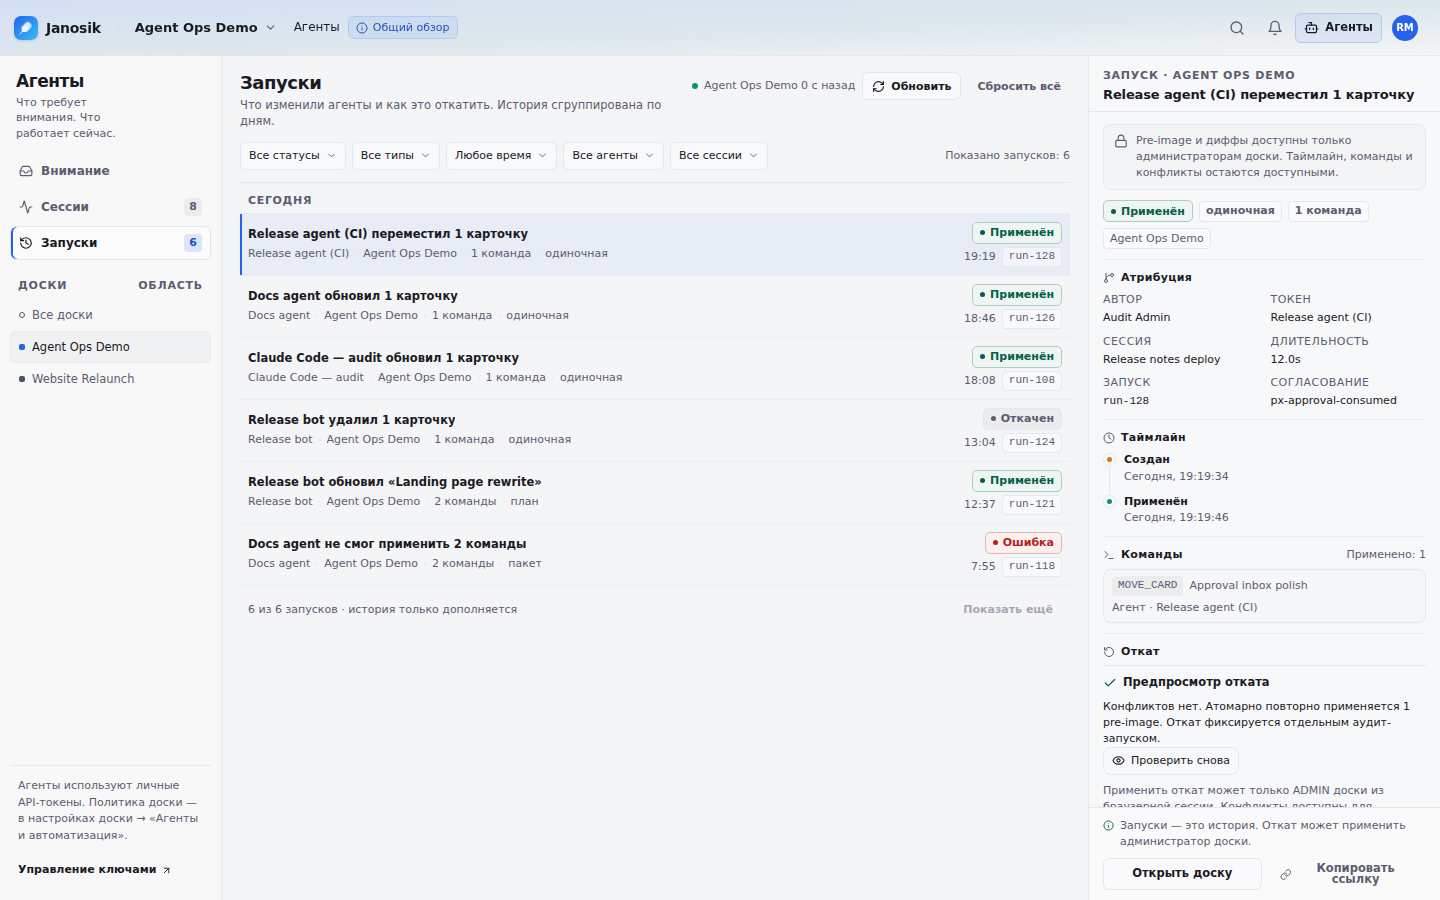 Janosik
Agent Ops Demo
Агенты
Общий обзор
Агенты
RM
Агенты
Что требует
внимания. Что
работает сейчас.
Внимание
Сессии 8
Запуски 6
ДОСКИ ОБЛАСТЬ
Все доски
Agent Ops Demo
Website Relaunch
Агенты используют личные
API-токены. Политика доски —
в настройках доски → «Агенты
и автоматизация».
Управление ключами
Запуски
Что изменили агенты и как это откатить. История сгруппирована по
дням.
Agent Ops Demo 0 с назад
Обновить
Сбросить всё
Все статусы
Все типы
Любое время
Все агенты
Все сессии
Показано запусков: 6
СЕГОДНЯ
Release agent (CI) переместил 1 карточку
Применён
Release agent (CI) Agent Ops Demo 1 команда одиночная
19:19 run-128
Docs agent обновил 1 карточку
Применён
Docs agent · Agent Ops Demo · 1 команда · одиночная
18:46 run-126
Claude Code — audit обновил 1 карточку
Применён
Claude Code — audit · Agent Ops Demo · 1 команда · одиночная
18:08 run-108
Release bot удалил 1 карточку
Откачен
Release bot · Agent Ops Demo 1 команда одиночная
13:04 run-124
Release bot обновил «Landing page rewrite»
Применён
Release bot · Agent Ops Demo · 2 команды · план
12:37 run-121
Docs agent не смог применить 2 команды
Ошибка
Docs agent · Agent Ops Demo · 2 команды · пакет
7:55 run-118
6 из 6 запусков · история только дополняется
Показать ещё
ЗАПУСК · AGENT OPS DEMO
Release agent (CI) переместил 1 карточку
Pre-image и диффы доступны только
администраторам доски. Таймлайн, команды и
конфликты остаются доступными.
Применён
одиночная
1 команда
Agent Ops Demo
Атрибуция
АВТОР ТОКЕН
Audit Admin Release agent (CI)
СЕССИЯ ДЛИТЕЛЬНОСТЬ
Release notes deploy 12.0s
ЗАПУСК СОГЛАСОВАНИЕ
run-128 px-approval-consumed
Таймлайн
Создан
Сегодня, 19:19:34
Применён
Сегодня, 19:19:46
Команды Применено: 1
MOVE_CARD Approval inbox polish
Агент · Release agent (CI)
Откат
Предпросмотр отката
Конфликтов нет. Атомарно повторно применяется 1
pre-image. Откат фиксируется отдельным аудит-
запуском.
Проверить снова
Применить откат может только ADMIN доски из
браузерной сессии. Конфликты доступны для
Запуски — это история. Откат может применить
администратор доски.
Открыть доску
Копировать
ссылку